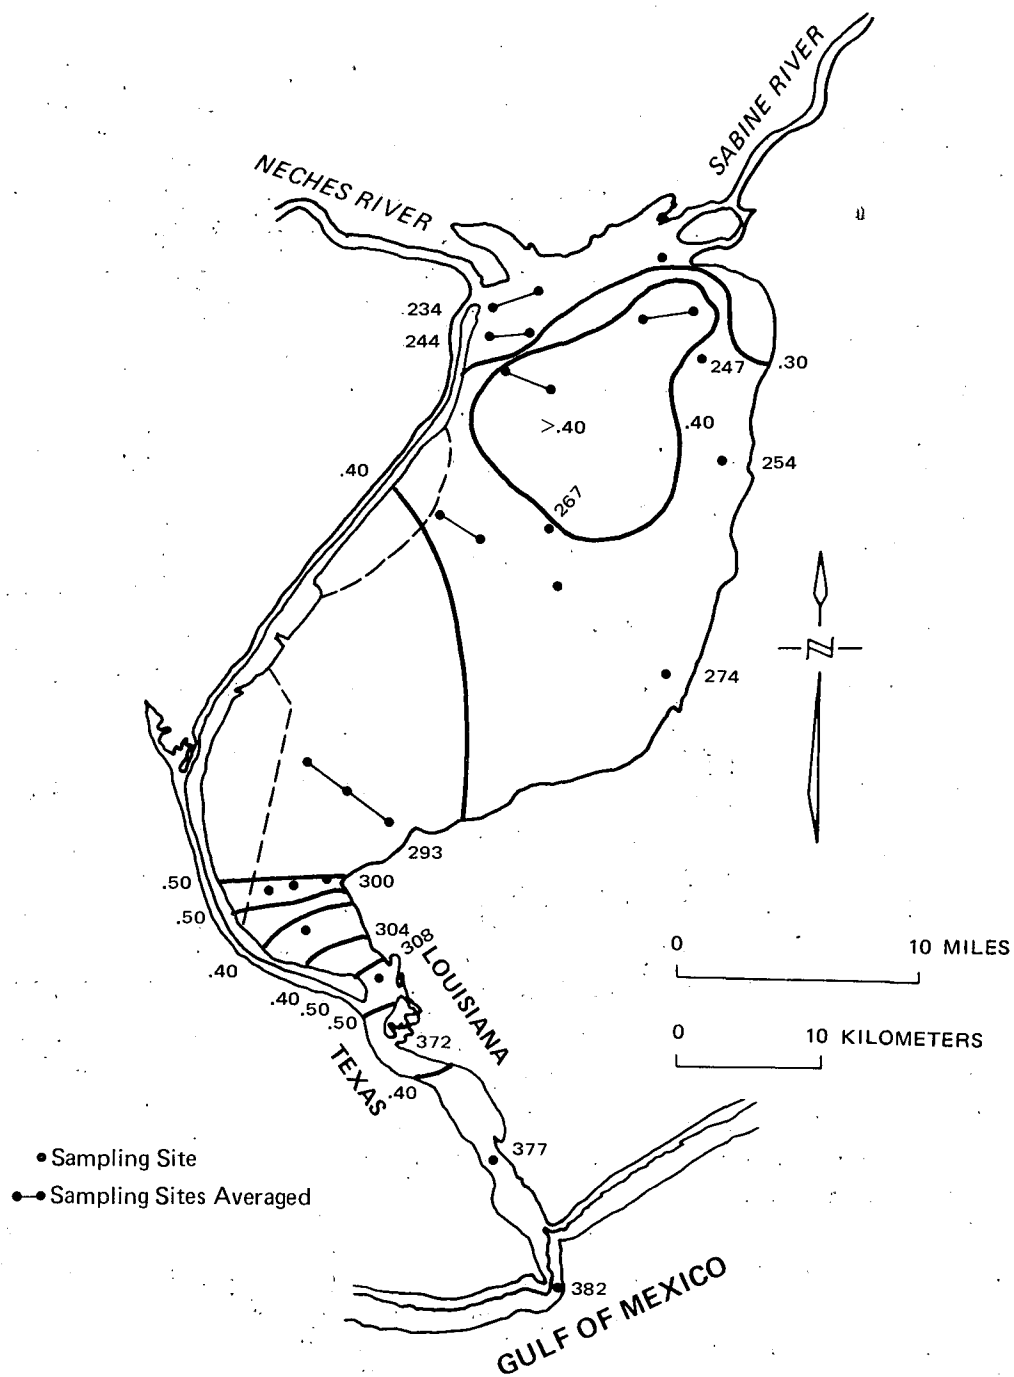 SABINE RIVER
NECHES RIVER
234
244
247
.30
>.40
.40
.40
254
267
274
293
.50
300
.50
304
308
.40
LOUISIANA
.40
.50
.50
372
TEXAS
.40
377
382
GULF OF MEXICO
N
0 10 MILES
0 10 KILOMETERS
Sampling Site
Sampling Sites Averaged